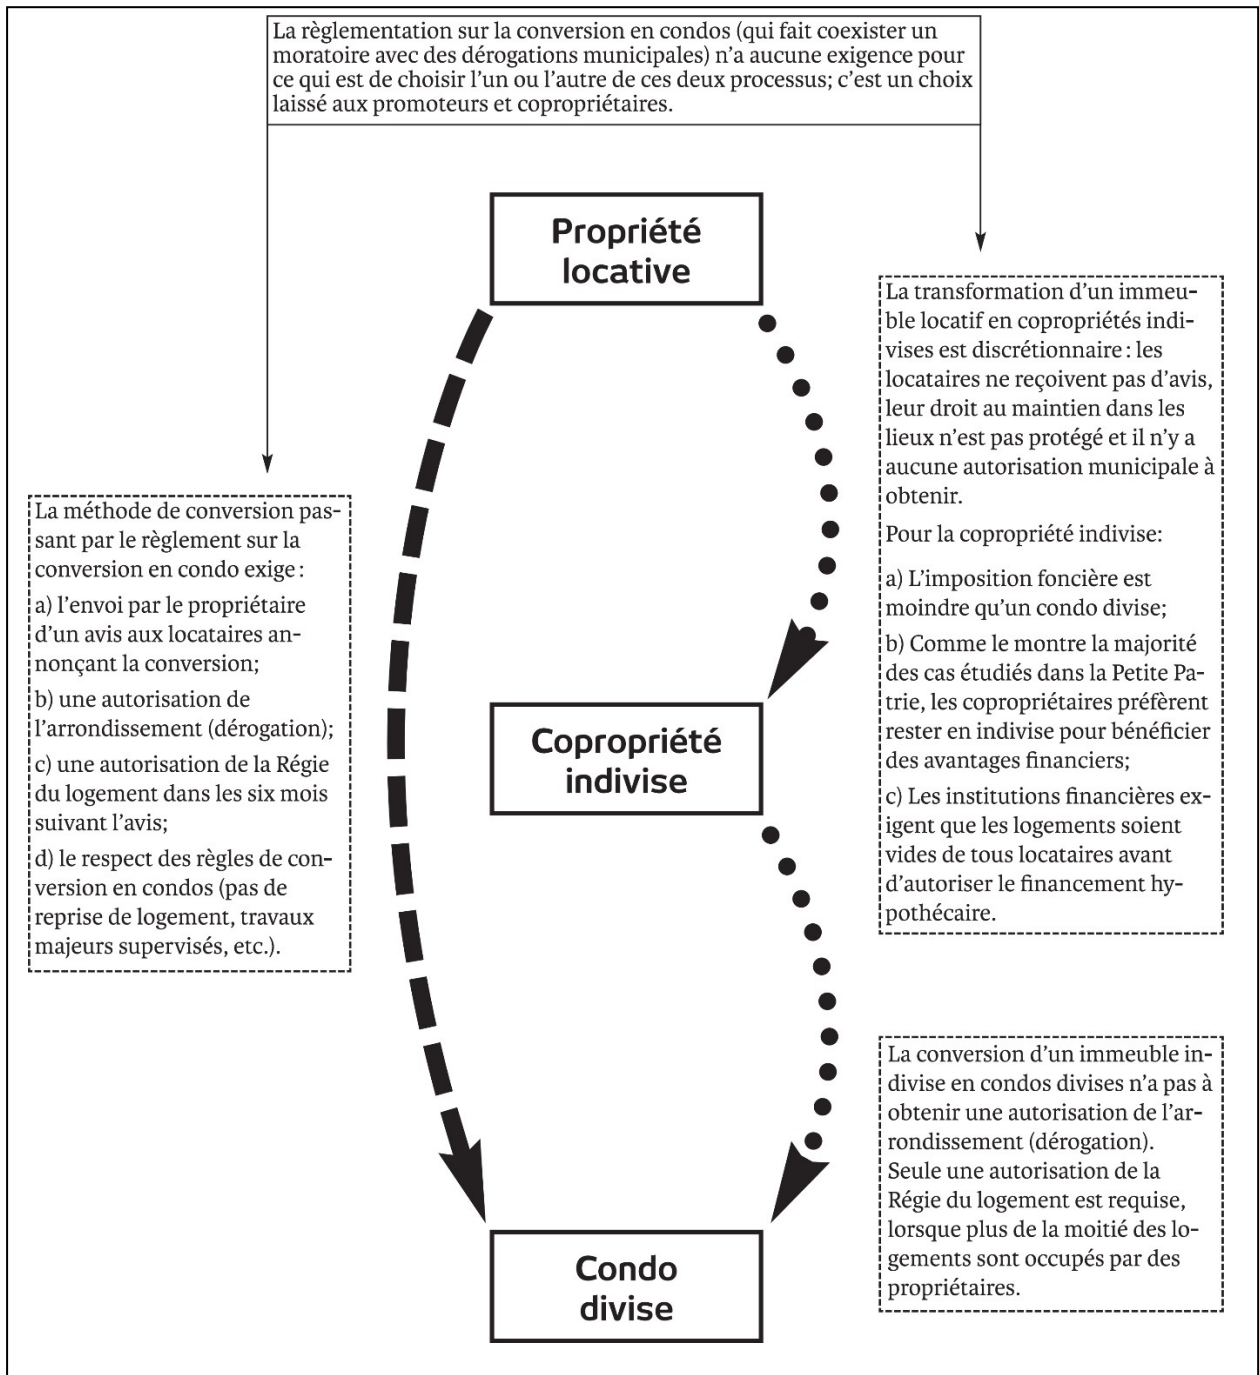 La règlementation sur la conversion en condos (qui fait coexister un
moratoire avec des dérogations municipales) n’a aucune exigence pour
ce qui est de choisir l’un ou l’autre de ces deux processus; c’est un choix
laissé aux promoteurs et copropriétaires.
Propriété
locative
La transformation d’un immeu-
ble locatif en copropriétés indi-
vises est discrétionnaire : les
locataires ne reçoivent pas d’avis,
leur droit au maintien dans les
lieux n’est pas protégé et il n’y a
aucune autorisation municipale à
obtenir.
Pour la copropriété indivise:
a) L’imposition foncière est
moindre qu’un condo divise;
b) Comme le montre la majorité
des cas étudiés dans la Petite Pa-
trie, les copropriétaires préfèrent
rester en indivise pour bénéficier
des avantages financiers;
c) Les institutions financières ex-
igent que les logements soient
vides de tous locataires avant
d’autoriser le financement hy-
pothécaire.
La méthode de conversion pas-
sant par le règlement sur la
conversion en condo exige :
a) l’envoi par le propriétaire
d’un avis aux locataires an-
nonçant la conversion;
b) une autorisation de
l’arrondissement (dérogation);
c) une autorisation de la Régie
du logement dans les six mois
suivant l’avis;
d) le respect des règles de con-
version en condos (pas de
reprise de logement, travaux
majeurs supervisés, etc.).
Copropriété
indivise
La conversion d’un immeuble in-
divise en condos divises n’a pas à
obtenir une autorisation de l’ar-
rondissement (dérogation).
Seule une autorisation de la
Régie du logement est requise,
lorsque plus de la moitié des lo-
gements sont occupés par des
propriétaires.
Condo
divise